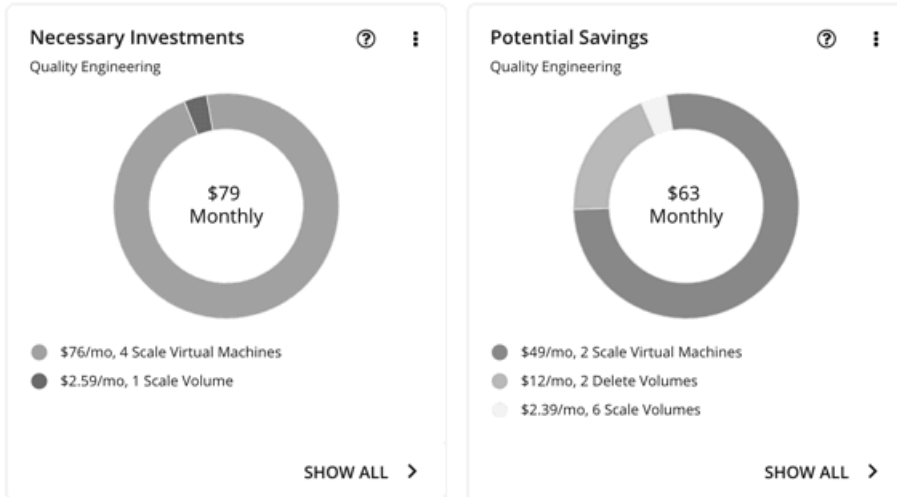 Necessary Investments
Quality Engineering
$79
Monthly
$76/mo, 4 Scale Virtual Machines
$2.59/mo, 1 Scale Volume
SHOW ALL
Potential Savings
Quality Engineering
$63
Monthly
$49/mo, 2 Scale Virtual Machines
$12/mo, 2 Delete Volumes
$2.39/mo, 6 Scale Volumes
SHOW ALL